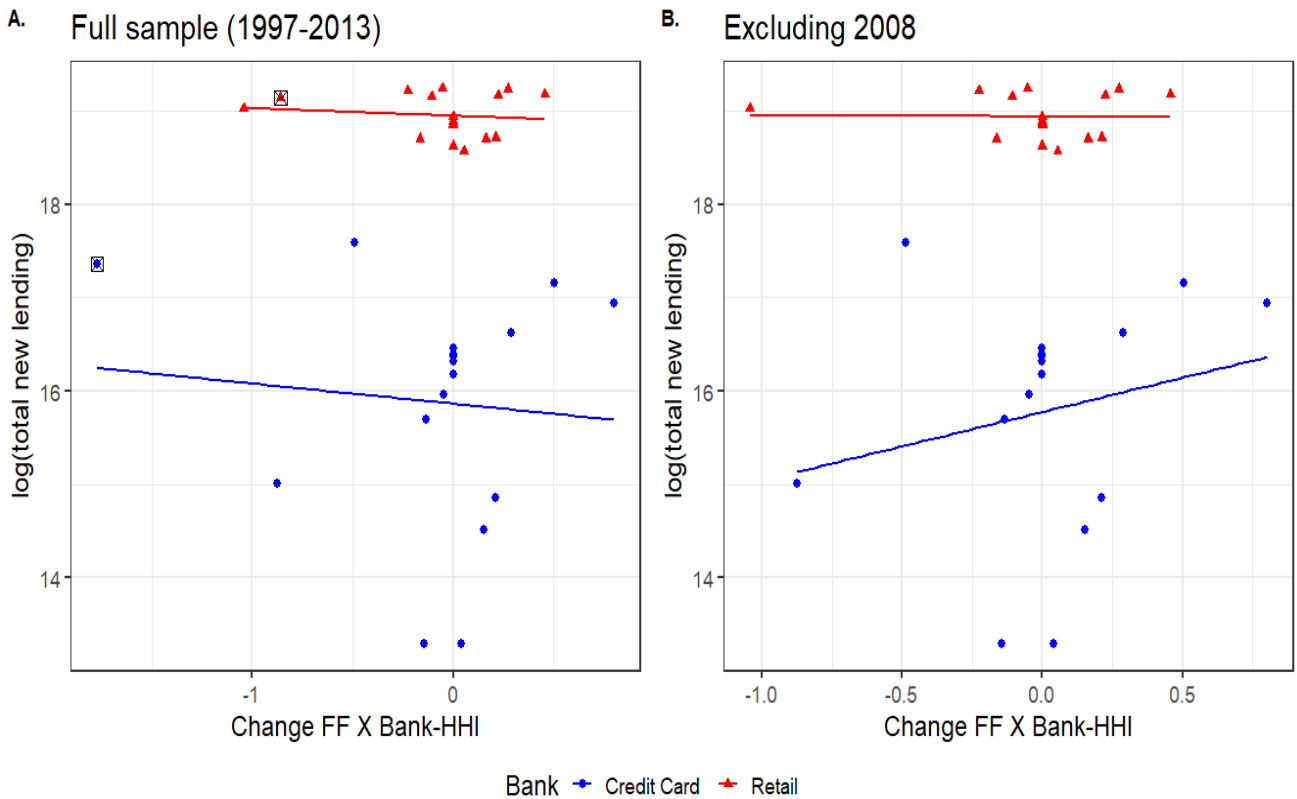 A.
Full sample (1997-2013)
log(total new lending)
18
16
14
-1
0
Change FF X Bank-HHI
B.
Excluding 2008
log(total new lending)
18
16
14
-1.0
-0.5
0.0
0.5
Change FF X Bank-HHI
Bank Credit Card Retail